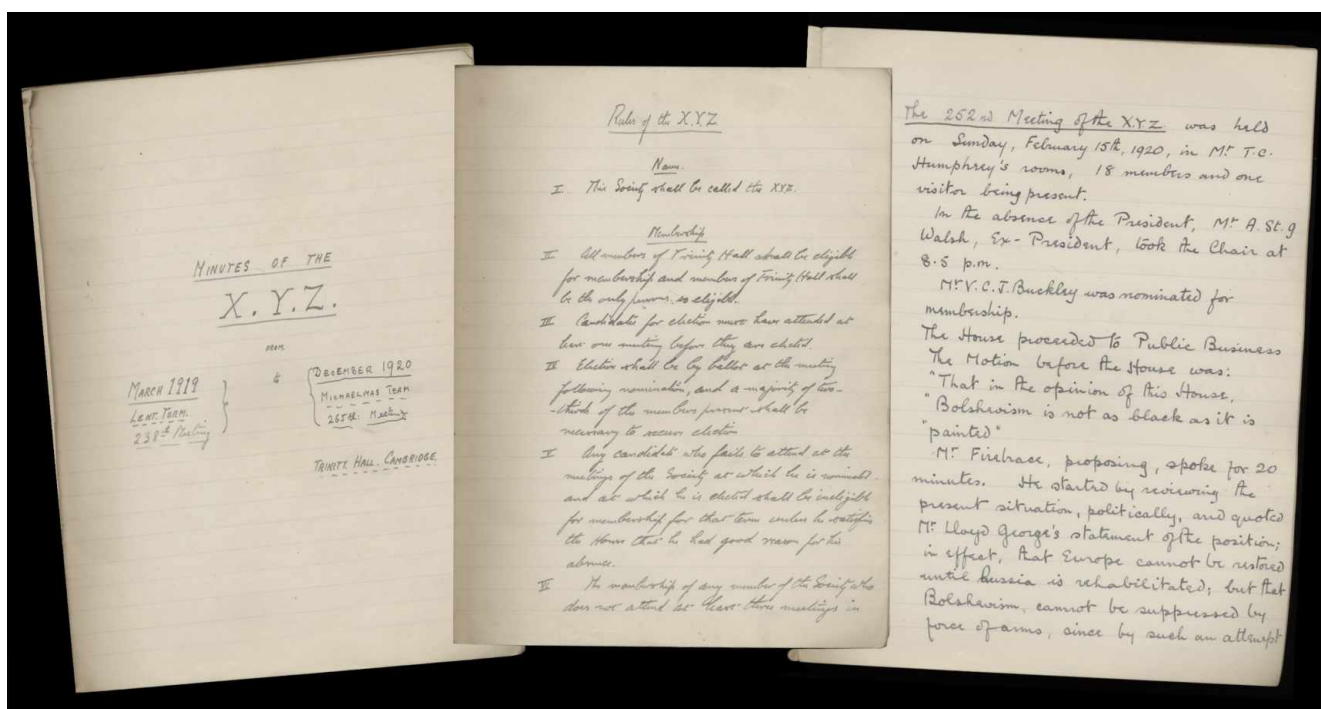 MINUTES OF THE
X.Y.Z.
FROM
MARCH 1919
LENT. TERM.
238th Meeting
to
DECEMBER 1920
MICHAELMAS TERM
265th Meeting
TRINITY HALL. CAMBRIDGE.
Rules of the X.Y.Z
Name.
I This Society shall be called the XYZ.
Membership
II All members of Trinity Hall shall be eligible
for membership and members of Trinity Hall shall
be the only persons so eligible.
III Candidates for election must have attended at
least one meeting before they are elected.
IV Election shall be by ballot at the meeting
following nomination, and a majority of two-
-thirds of the members present shall be
necessary to secure election
V Any candidate who fails to attend at the
meetings of the Society at which he is nominated
and at which he is elected shall be ineligible
for membership for that term unless he satisfies
the House that he had good reason for his
absence.
VI The membership of any member of the Society who
does not attend at least three meetings in
The 252nd Meeting of the X.Y.Z was held
on Sunday, February 15th, 1920, in Mr T.C.
Humphrey's rooms, 18 members and one
visitor being present.
In the absence of the President, Mr A. St. G
Walsh, Ex-President, took the Chair at
8.5 p.m.
Mr V.C.J. Buckley was nominated for
membership.
The House proceeded to Public Business
The Motion before the House was:
"That in the opinion of this House,
"Bolshevism is not as black as it is
"painted"
Mr Firebrace, proposing, spoke for 20
minutes. He started by reviewing the
present situation, politically, and quoted
Mr Lloyd George's statement of the position;
in effect, that Europe cannot be restored
until Russia is rehabilitated; but that
Bolshevism, cannot be suppressed by
force of arms, since by such an attempt